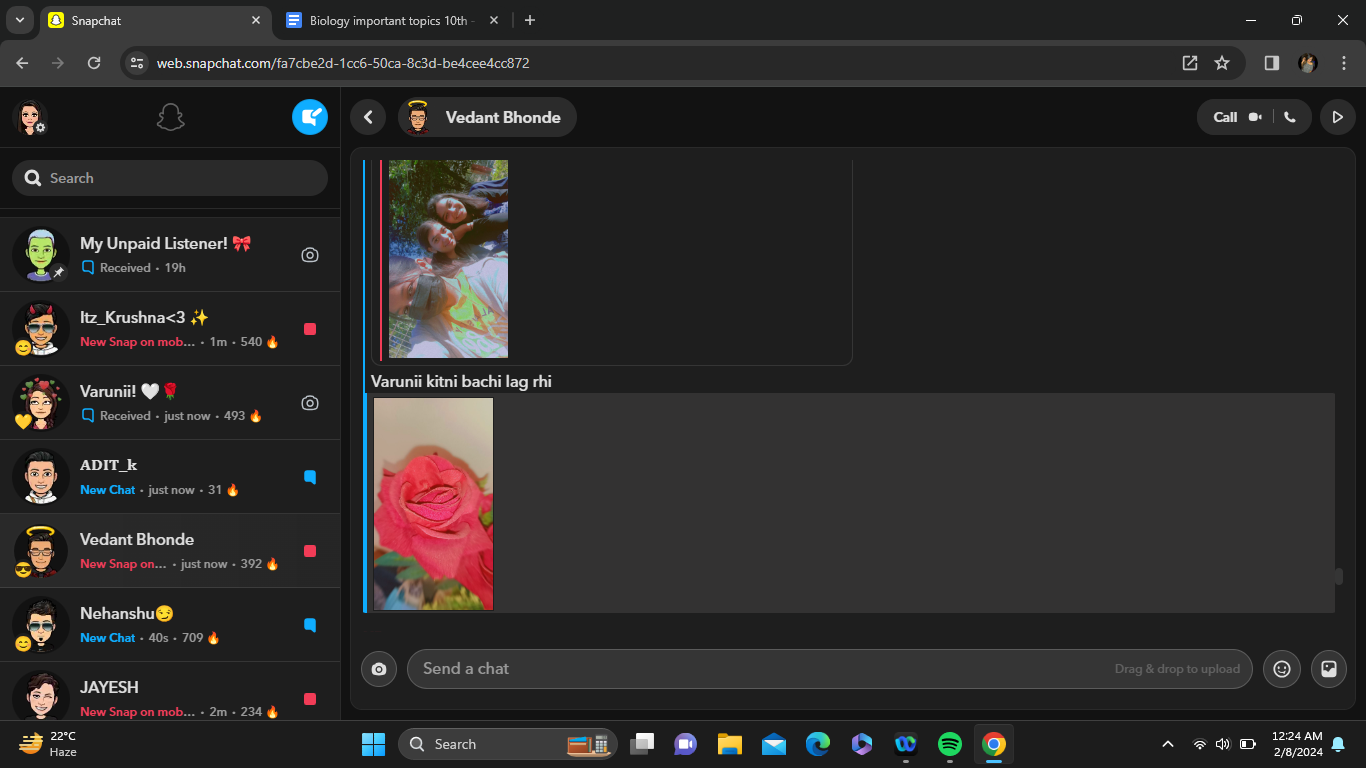 Snapchat
Biology important topics 10th -
web.snapchat.com/fa7cbe2d-1cc6-50ca-8c3d-be4cee4cc872
Vedant Bhonde
Call
Search
My Unpaid Listener! 🎀
Received · 19h
Itz_Krushna<3 ✨
New Snap on mob... · 1m · 540 🔥
Varunii! 🤍🌹
Received · just now · 493 🔥
ADIT_k
New Chat · just now · 31 🔥
Vedant Bhonde
New Snap on... · just now · 392 🔥
Nehanshu😏
New Chat · 40s · 709 🔥
JAYESH
New Snap on mob... · 2m · 234 🔥
Varunii kitni bachi lag rhi
Send a chat
Drag & drop to upload
22°C
Haze
Search
12:24 AM
2/8/2024